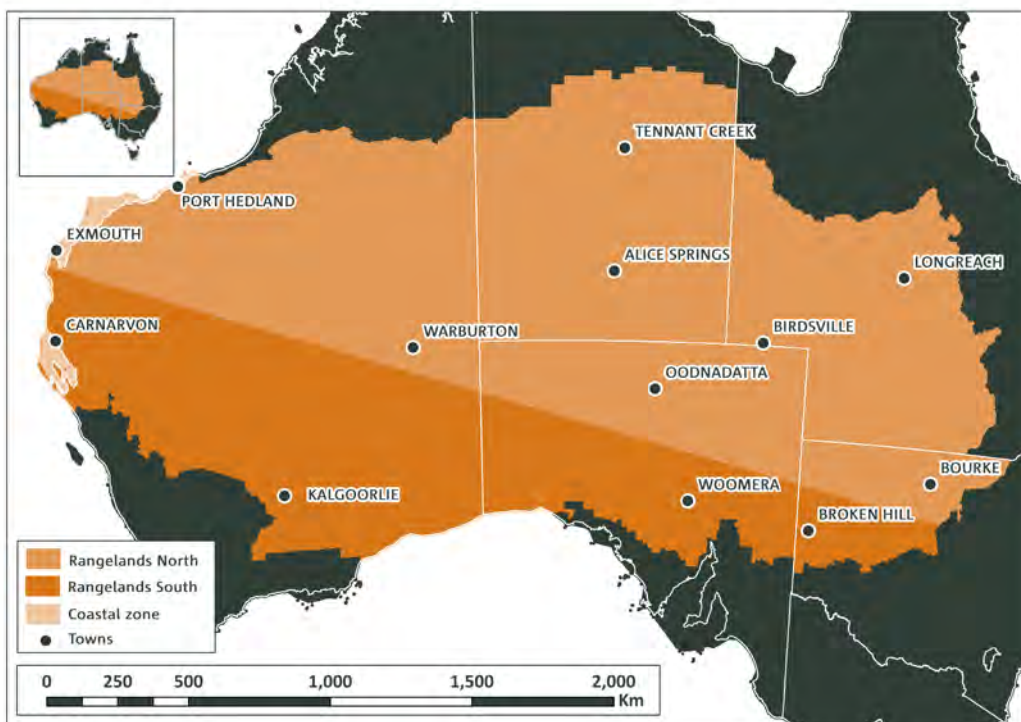 TENNANT CREEK
PORT HEDLAND
EXMOUTH
ALICE SPRINGS
LONGREACH
CARNARVON
WARBURTON
BIRDSVILLE
OODNADATTA
BOURKE
WOOMERA
KALGOORLIE
BROKEN HILL
Rangelands North
Rangelands South
Coastal zone
Towns
0 250 500 1,000 1,500 2,000
Km